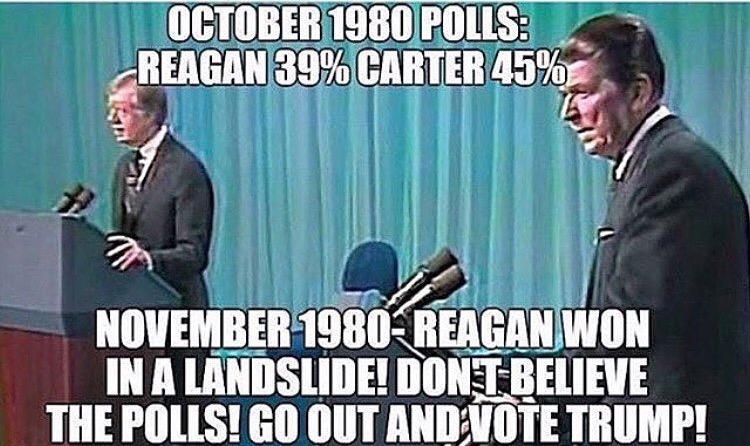 OCTOBER 1980 POLLS:
REAGAN 39% CARTER 45%
NOVEMBER 1980- REAGAN WON
IN A LANDSLIDE! DON'T BELIEVE
THE POLLS! GO OUT AND VOTE TRUMP!